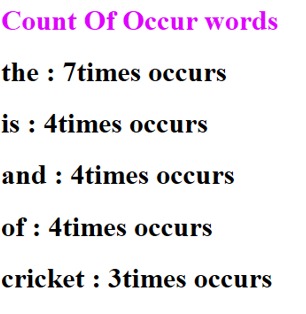 Count Of Occur words
the : 7times occurs
is : 4times occurs
and : 4times occurs
of : 4times occurs
cricket : 3times occurs